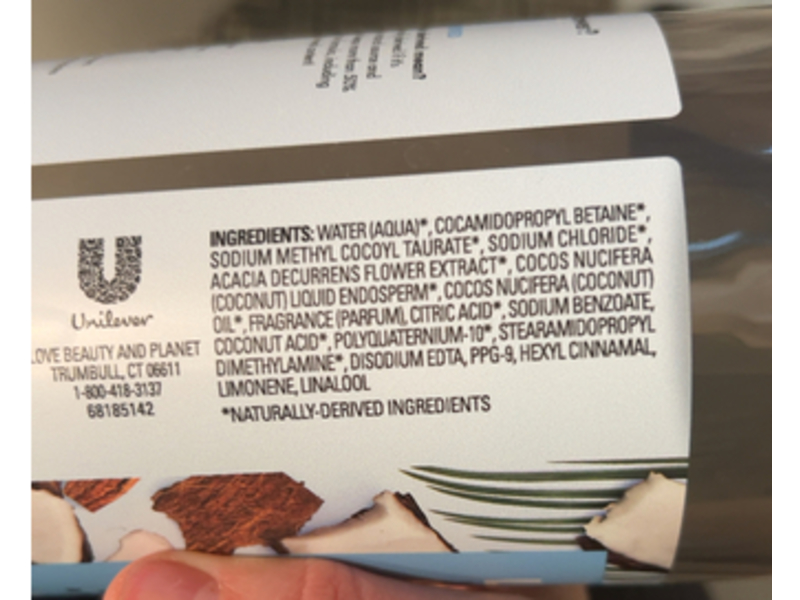 INGREDIENTS: WATER (AQUA)*, COCAMIDOPROPYL BETAINE*,
SODIUM METHYL COCOYL TAURATE*, SODIUM CHLORIDE*,
ACACIA DECURRENS FLOWER EXTRACT*, COCOS NUCIFERA
(COCONUT) LIQUID ENDOSPERM*, COCOS NUCIFERA (COCONUT)
OIL*, FRAGRANCE (PARFUM), CITRIC ACID*, SODIUM BENZOATE,
COCONUT ACID*, POLYQUATERNIUM-10*, STEARAMIDOPROPYL
DIMETHYLAMINE*, DISODIUM EDTA, PPG-9, HEXYL CINNAMAL,
LIMONENE, LINALOOL
*NATURALLY-DERIVED INGREDIENTS
Unilever
LOVE BEAUTY AND PLANET
TRUMBULL, CT 06611
1-800-418-3137
68185142